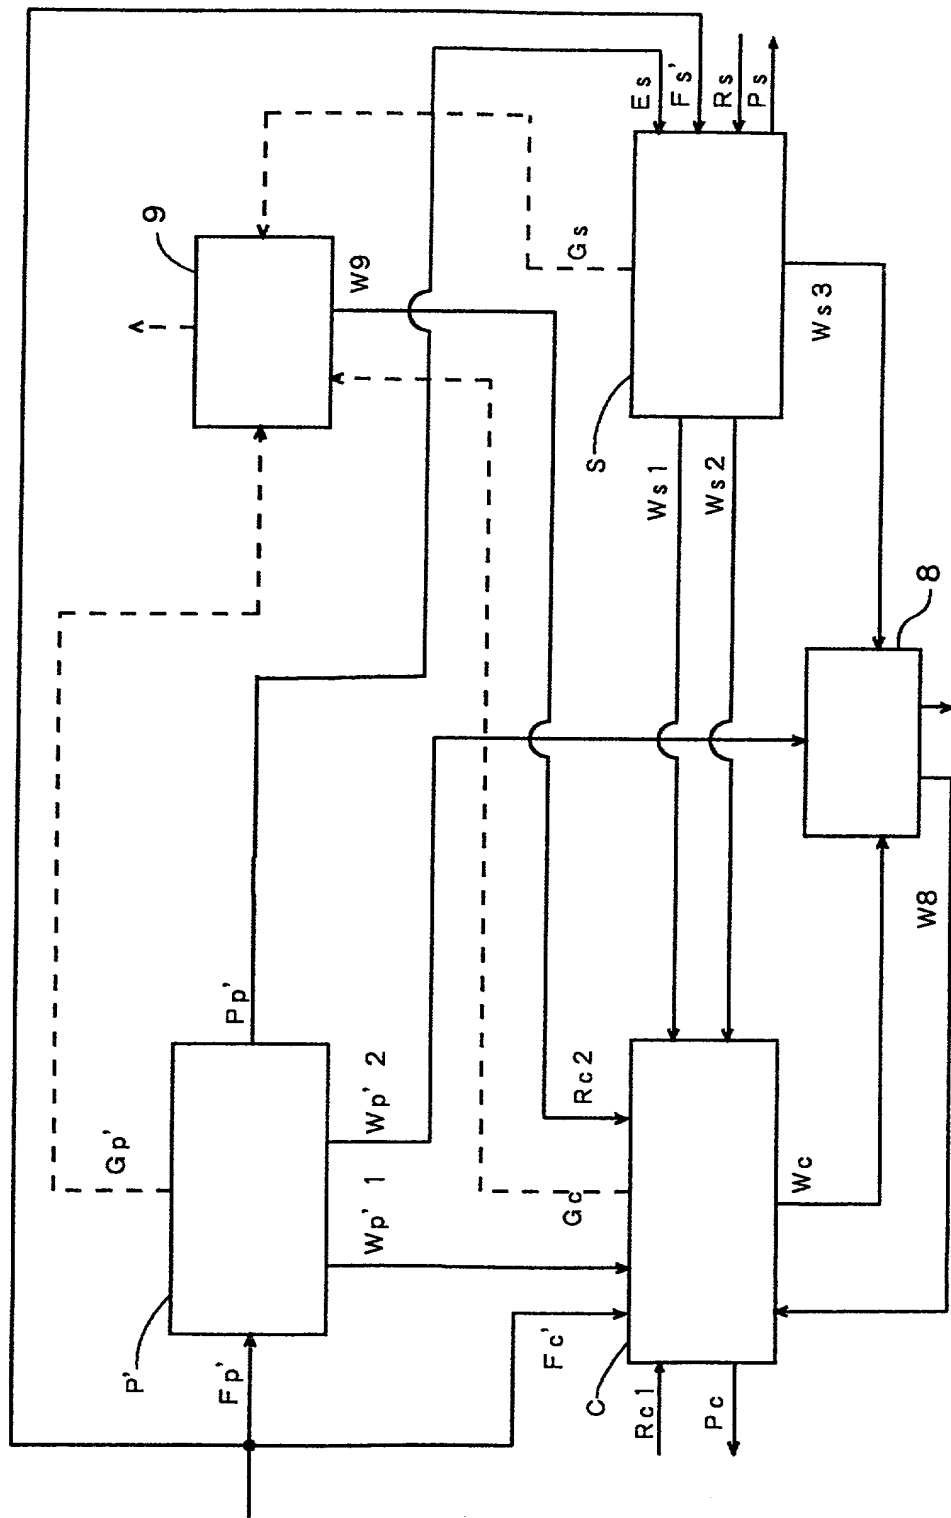 9
W9
Es
Fs'
Rs
Ps
Gs
Ws3
S
Ws1
Ws2
8
W8
Pp'
Gp'
Wp' 2
Wp' 1
P'
Fp'
Rc2
Gc
Fc'
C
Rc1
Pc
Wc